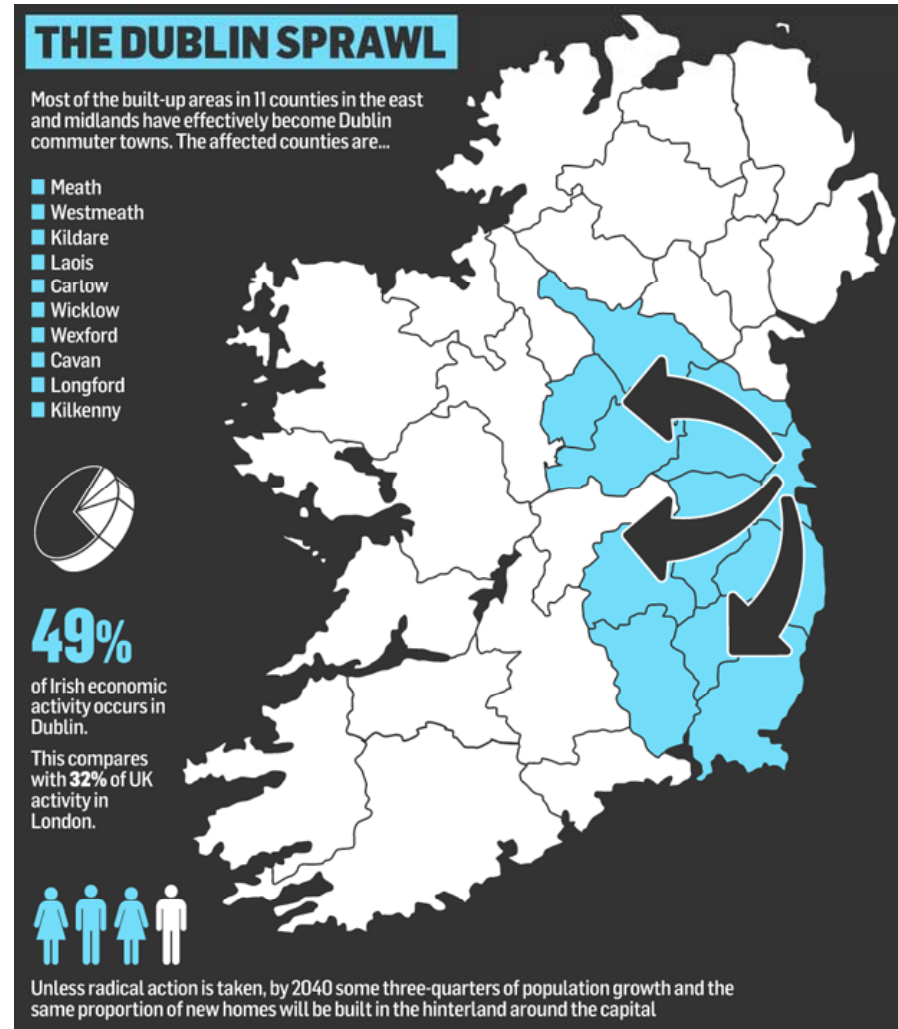 THE DUBLIN SPRAWL
Most of the built-up areas in 11 counties in the east
and midlands have effectively become Dublin
commuter towns. The affected counties are...
Meath
Westmeath
Kildare
Laois
Carlow
Wicklow
Wexford
Cavan
Longford
Kilkenny
49%
of Irish economic
activity occurs in
Dublin.
This compares
with 32% of UK
activity in
London.
Unless radical action is taken, by 2040 some three-quarters of population growth and the
same proportion of new homes will be built in the hinterland around the capital